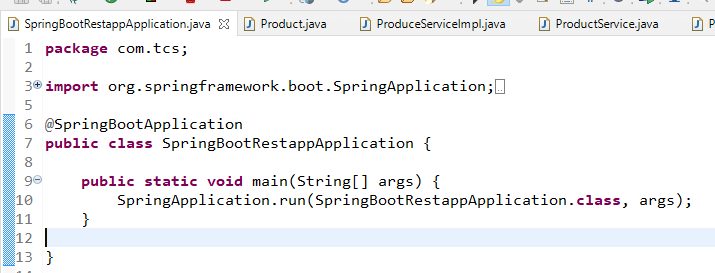 SpringBootRestappApplication.java Product.java ProduceServiceImpl.java ProductService.java P
1 package com.tcs;
2
3 import org.springframework.boot.SpringApplication;
5
6 @SpringBootApplication
7 public class SpringBootRestappApplication {
8
9 public static void main(String[] args) {
10 SpringApplication.run(SpringBootRestappApplication.class, args);
11 }
12
13 }